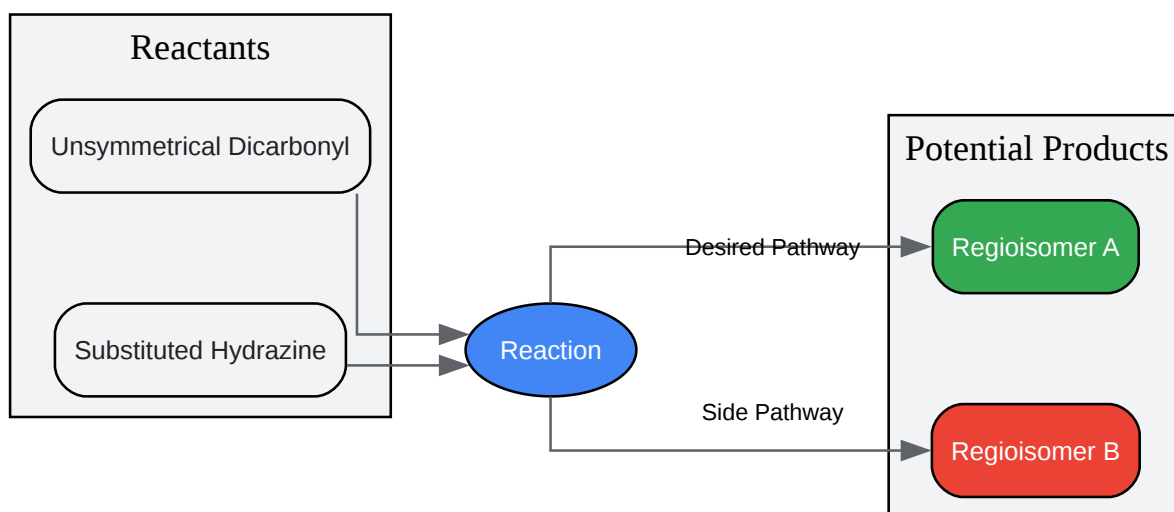 Reactants
Unsymmetrical Dicarbonyl
Substituted Hydrazine
Reaction
Desired Pathway
Side Pathway
Potential Products
Regioisomer A
Regioisomer B